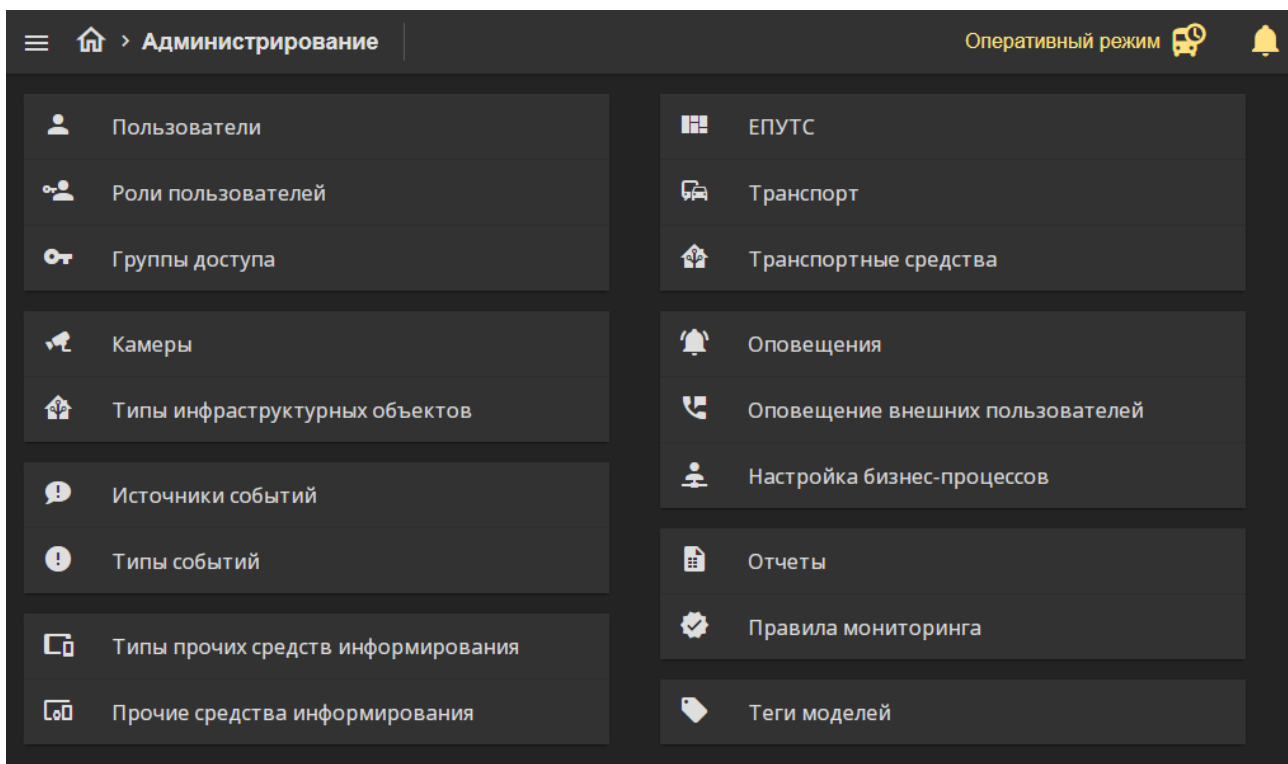 Администрирование
Оперативный режим
Пользователи
Роли пользователей
Группы доступа
Камеры
Типы инфраструктурных объектов
Источники событий
Типы событий
Типы прочих средств информирования
Прочие средства информирования
ЕПУТС
Транспорт
Транспортные средства
Оповещения
Оповещение внешних пользователей
Настройка бизнес-процессов
Отчеты
Правила мониторинга
Теги моделей